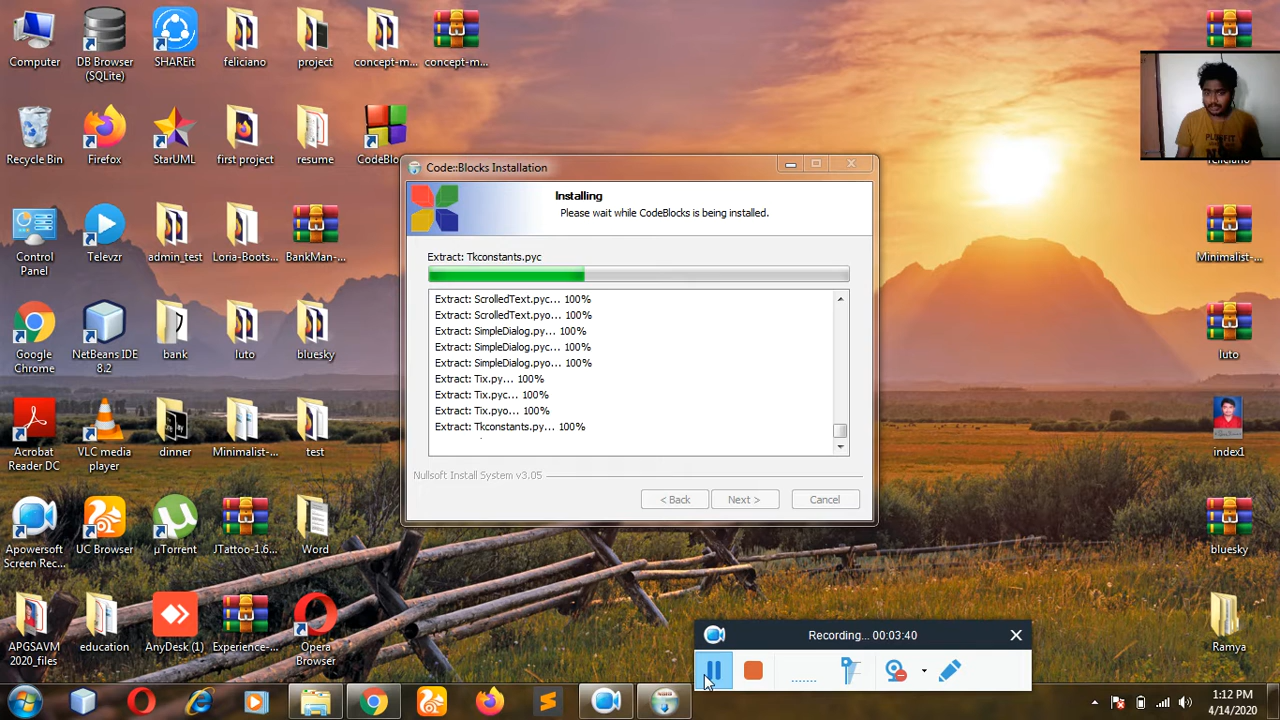 Computer
DB Browser
(SQLite)
SHAREit
feliciano
project
concept-m...
concept-m...
Recycle Bin
Firefox
StarUML
first project
resume
CodeBlo
Control
Panel
Televzr
admin_test
Loria-Boots...
BankMan-...
Minimalist-...
Google
Chrome
NetBeans IDE
8.2
bank
luto
bluesky
luto
Acrobat
Reader DC
VLC media
player
dinner
Minimalist-...
test
index1
Apowersoft
Screen Rec...
UC Browser
µTorrent
JTattoo-1.6...
Word
bluesky
APGSAVM
2020_files
education
AnyDesk (1)
Experience-...
Opera
Browser
Ramya
Code::Blocks Installation
Installing
Please wait while CodeBlocks is being installed.
Extract: Tkconstants.pyc
Extract: ScrolledText.pyc... 100%
Extract: ScrolledText.pyo... 100%
Extract: SimpleDialog.py... 100%
Extract: SimpleDialog.pyc... 100%
Extract: SimpleDialog.pyo... 100%
Extract: Tix.py... 100%
Extract: Tix.pyc... 100%
Extract: Tix.pyo... 100%
Extract: Tkconstants.py... 100%
Nullsoft Install System v3.05
< Back
Next >
Cancel
Recording... 00:03:40
1:12 PM
4/14/2020